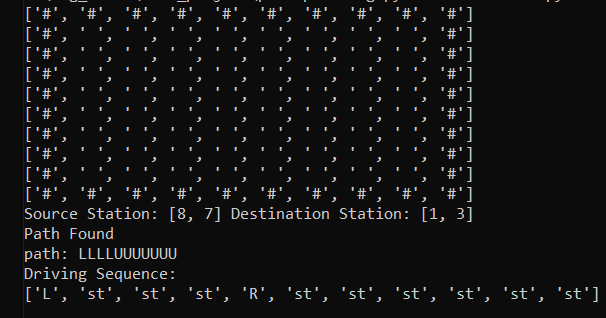 ['#', '#', '#', '#', '#', '#', '#', '#', '#', '#']
['#', ' ', ' ', ' ', ' ', ' ', ' ', ' ', ' ', '#']
['#', ' ', ' ', ' ', ' ', ' ', ' ', ' ', ' ', '#']
['#', ' ', ' ', ' ', ' ', ' ', ' ', ' ', ' ', '#']
['#', ' ', ' ', ' ', ' ', ' ', ' ', ' ', ' ', '#']
['#', ' ', ' ', ' ', ' ', ' ', ' ', ' ', ' ', '#']
['#', ' ', ' ', ' ', ' ', ' ', ' ', ' ', ' ', '#']
['#', ' ', ' ', ' ', ' ', ' ', ' ', ' ', ' ', '#']
['#', ' ', ' ', ' ', ' ', ' ', ' ', ' ', ' ', '#']
['#', '#', '#', '#', '#', '#', '#', '#', '#', '#']
Source Station: [8, 7] Destination Station: [1, 3]
Path Found
path: LLLLUUUUUUU
Driving Sequence:
['L', 'st', 'st', 'st', 'R', 'st', 'st', 'st', 'st', 'st', 'st']